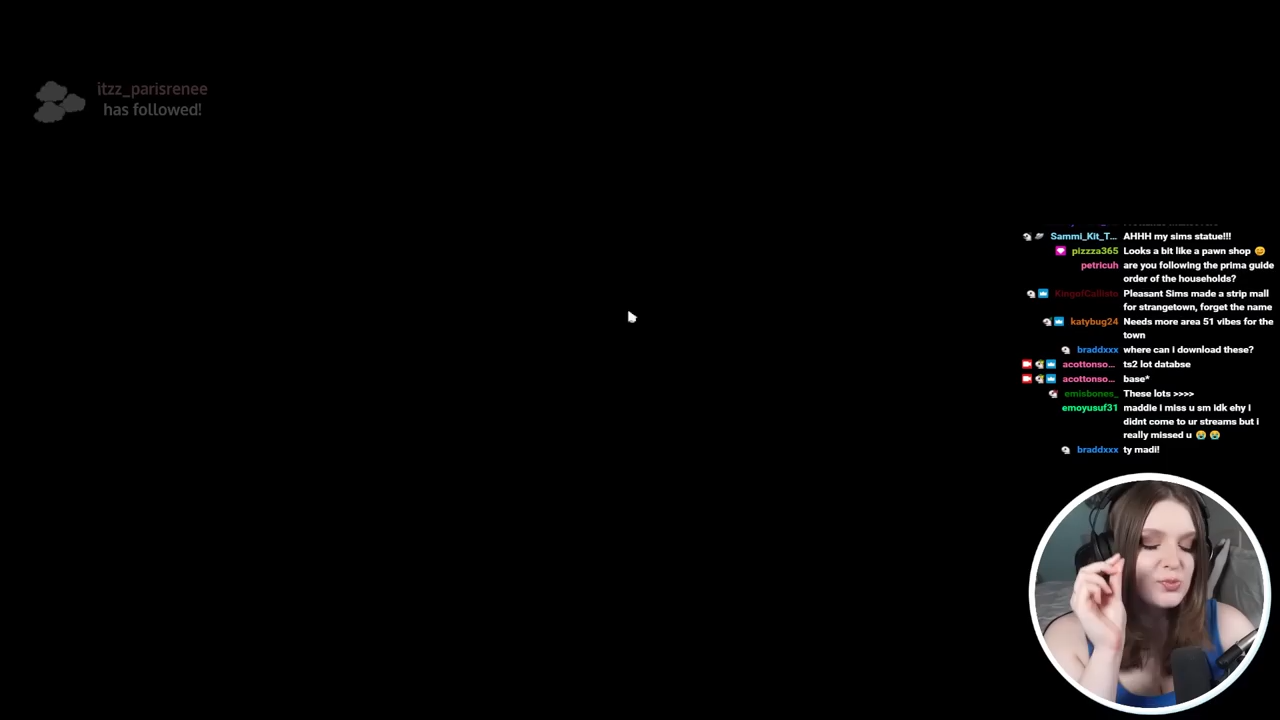 itzz_parisrenee
has followed!
Sammi_Kit_T... AHHH my sims statue!!!
pizzza365 Looks a bit like a pawn shop 😊
petricuh are you following the prima guide
order of the households?
KingofCallisto Pleasant Sims made a strip mall
for strangetown, forget the name
katybug24 Needs more area 51 vibes for the
town
braddxxx where can i download these?
acottonso... ts2 lot databse
acottonso... base*
emisbones_ These lots >>>>
emoyusuf31 maddie i miss u sm idk ehy i
didnt come to ur streams but i
really missed u 😭 😭
braddxxx ty madi!